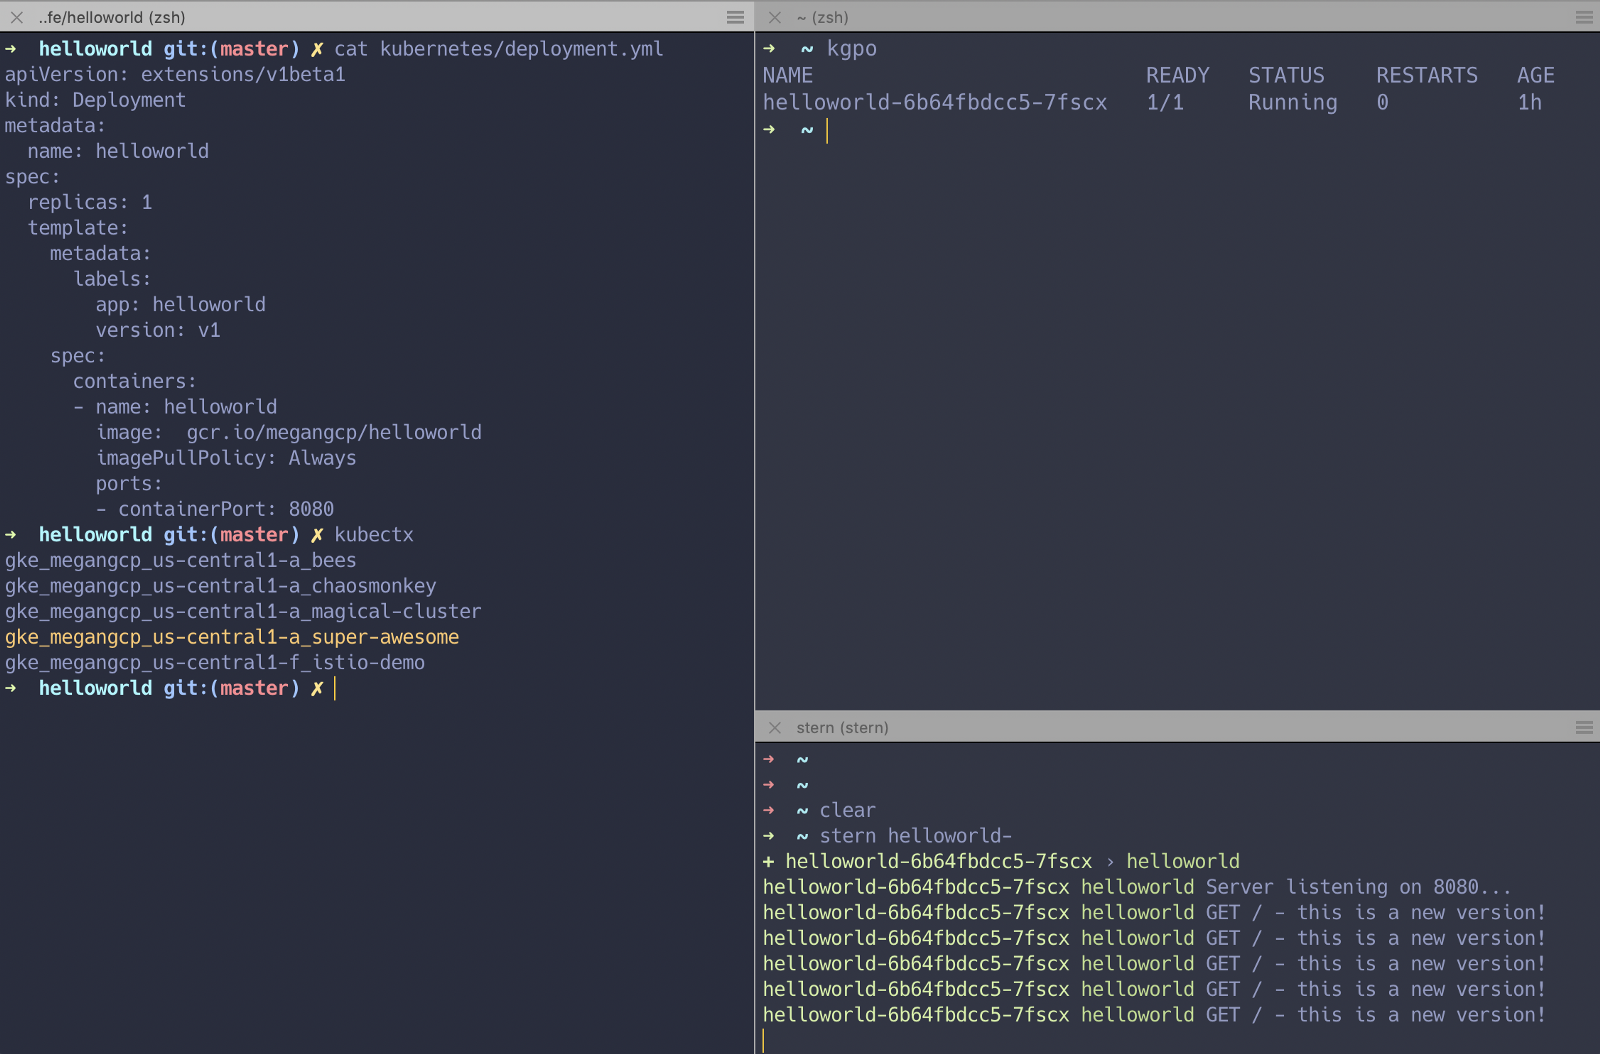 ..fe/helloworld (zsh)
➜  helloworld git:(master) ✗ cat kubernetes/deployment.yml
apiVersion: extensions/v1beta1
kind: Deployment
metadata:
  name: helloworld
spec:
  replicas: 1
  template:
    metadata:
      labels:
        app: helloworld
        version: v1
    spec:
      containers:
      - name: helloworld
        image:  gcr.io/megangcp/helloworld
        imagePullPolicy: Always
        ports:
        - containerPort: 8080
➜  helloworld git:(master) ✗ kubectx
gke_megangcp_us-central1-a_bees
gke_megangcp_us-central1-a_chaosmonkey
gke_megangcp_us-central1-a_magical-cluster
gke_megangcp_us-central1-a_super-awesome
gke_megangcp_us-central1-f_istio-demo
➜  helloworld git:(master) ✗
~ (zsh)
➜  ~ kgpo
NAME                          READY   STATUS    RESTARTS   AGE
helloworld-6b64fbdcc5-7fscx   1/1     Running   0          1h
➜  ~
stern (stern)
➜  ~
➜  ~
➜  ~ clear
➜  ~ stern helloworld-
+ helloworld-6b64fbdcc5-7fscx › helloworld
helloworld-6b64fbdcc5-7fscx helloworld Server listening on 8080...
helloworld-6b64fbdcc5-7fscx helloworld GET / - this is a new version!
helloworld-6b64fbdcc5-7fscx helloworld GET / - this is a new version!
helloworld-6b64fbdcc5-7fscx helloworld GET / - this is a new version!
helloworld-6b64fbdcc5-7fscx helloworld GET / - this is a new version!
helloworld-6b64fbdcc5-7fscx helloworld GET / - this is a new version!